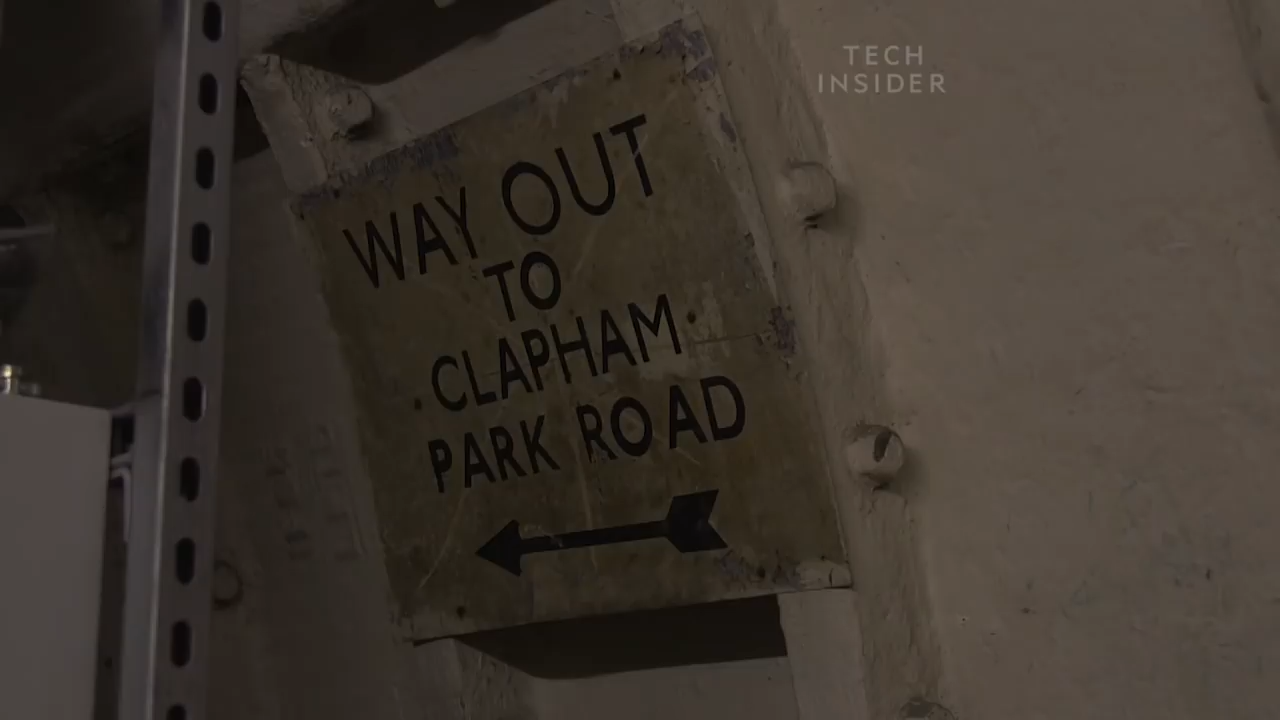 TECH
INSIDER
WAY OUT
TO
CLAPHAM
PARK ROAD